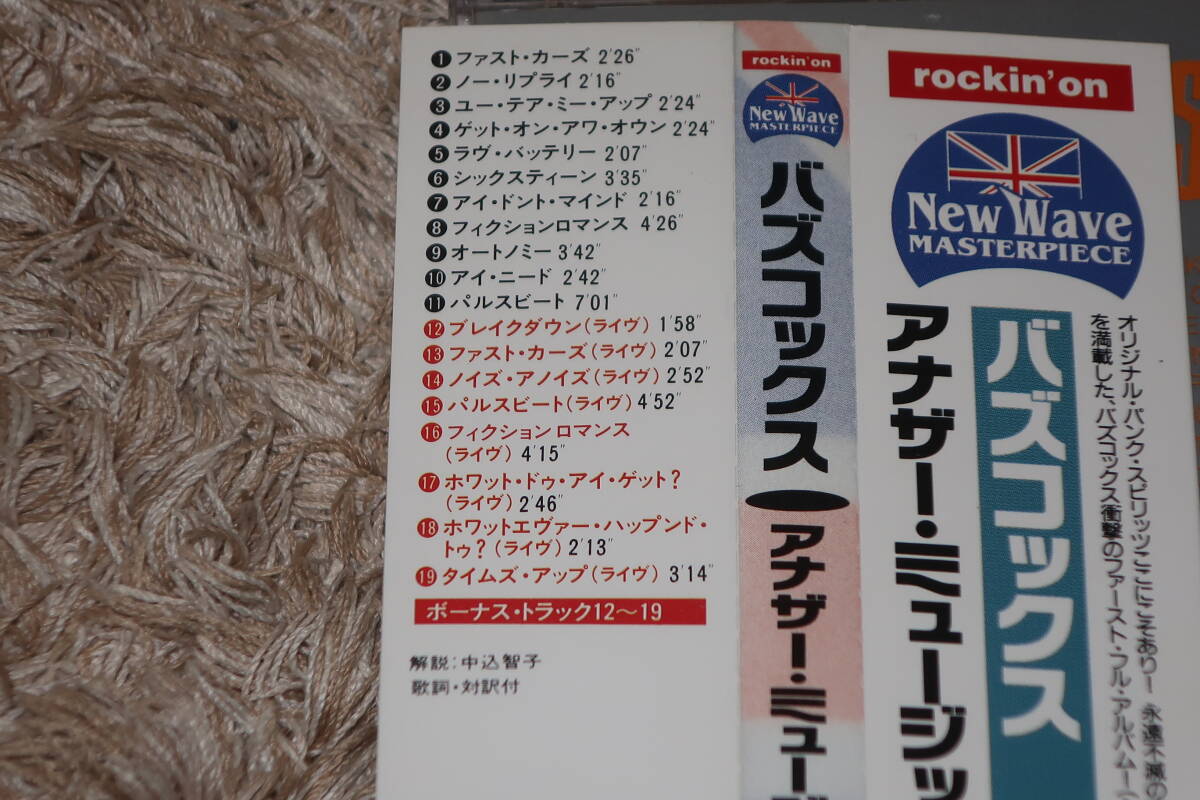 ❶ ファスト・カーズ 2′26″
❷ ノー・リプライ 2′16″
❸ ユー・テア・ミー・アップ 2′24″
❹ ゲット・オン・アワ・オウン 2′24″
❺ ラヴ・バッテリー 2′07″
❻ シックスティーン 3′35″
❼ アイ・ドント・マインド 2′16″
❽ フィクションロマンス 4′26″
❾ オートノミー 3′42″
❿ アイ・ニード 2′42″
⓫ パルスビート 7′01″
⓬ ブレイクダウン(ライヴ) 1′58″
⓭ ファスト・カーズ(ライヴ) 2′07″
⓮ ノイズ・アノイズ(ライヴ) 2′52″
⓯ パルスビート(ライヴ) 4′52″
⓰ フィクションロマンス
(ライヴ) 4′15″
⓱ ホワット・ドゥ・アイ・ゲット?
(ライヴ) 2′46″
⓲ ホワットエヴァー・ハップンド・
トゥ?(ライヴ) 2′13″
⓳ タイムズ・アップ(ライヴ) 3′14″
ボーナス・トラック12〜19
解説:中込智子
歌詞・対訳付
rockin'on
New Wave
MASTERPIECE
バズコックス
アナザー・ミュー
rockin'on
New Wave
MASTERPIECE
オリジナル・パンク・スピリッツここにこそあり! 永遠不滅の
を満載した、バズコックス衝撃のファースト・フル・アルバム!
バズコックス
アナザー・ミュージッ